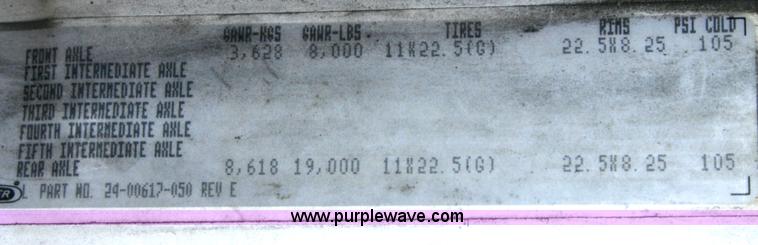 GAWR-KGS GAWR-LBS. TIRES RIMS PSI COLD
FRONT AXLE 3,628 8,000 11X22.5(G) 22.5X8.25 105
FIRST INTERMEDIATE AXLE
SECOND INTERMEDIATE AXLE
THIRD INTERMEDIATE AXLE
FOURTH INTERMEDIATE AXLE
FIFTH INTERMEDIATE AXLE
REAR AXLE 8,618 19,000 11X22.5(G) 22.5X8.25 105
PART NO. 24-00617-050 REV E
www.purplewave.com